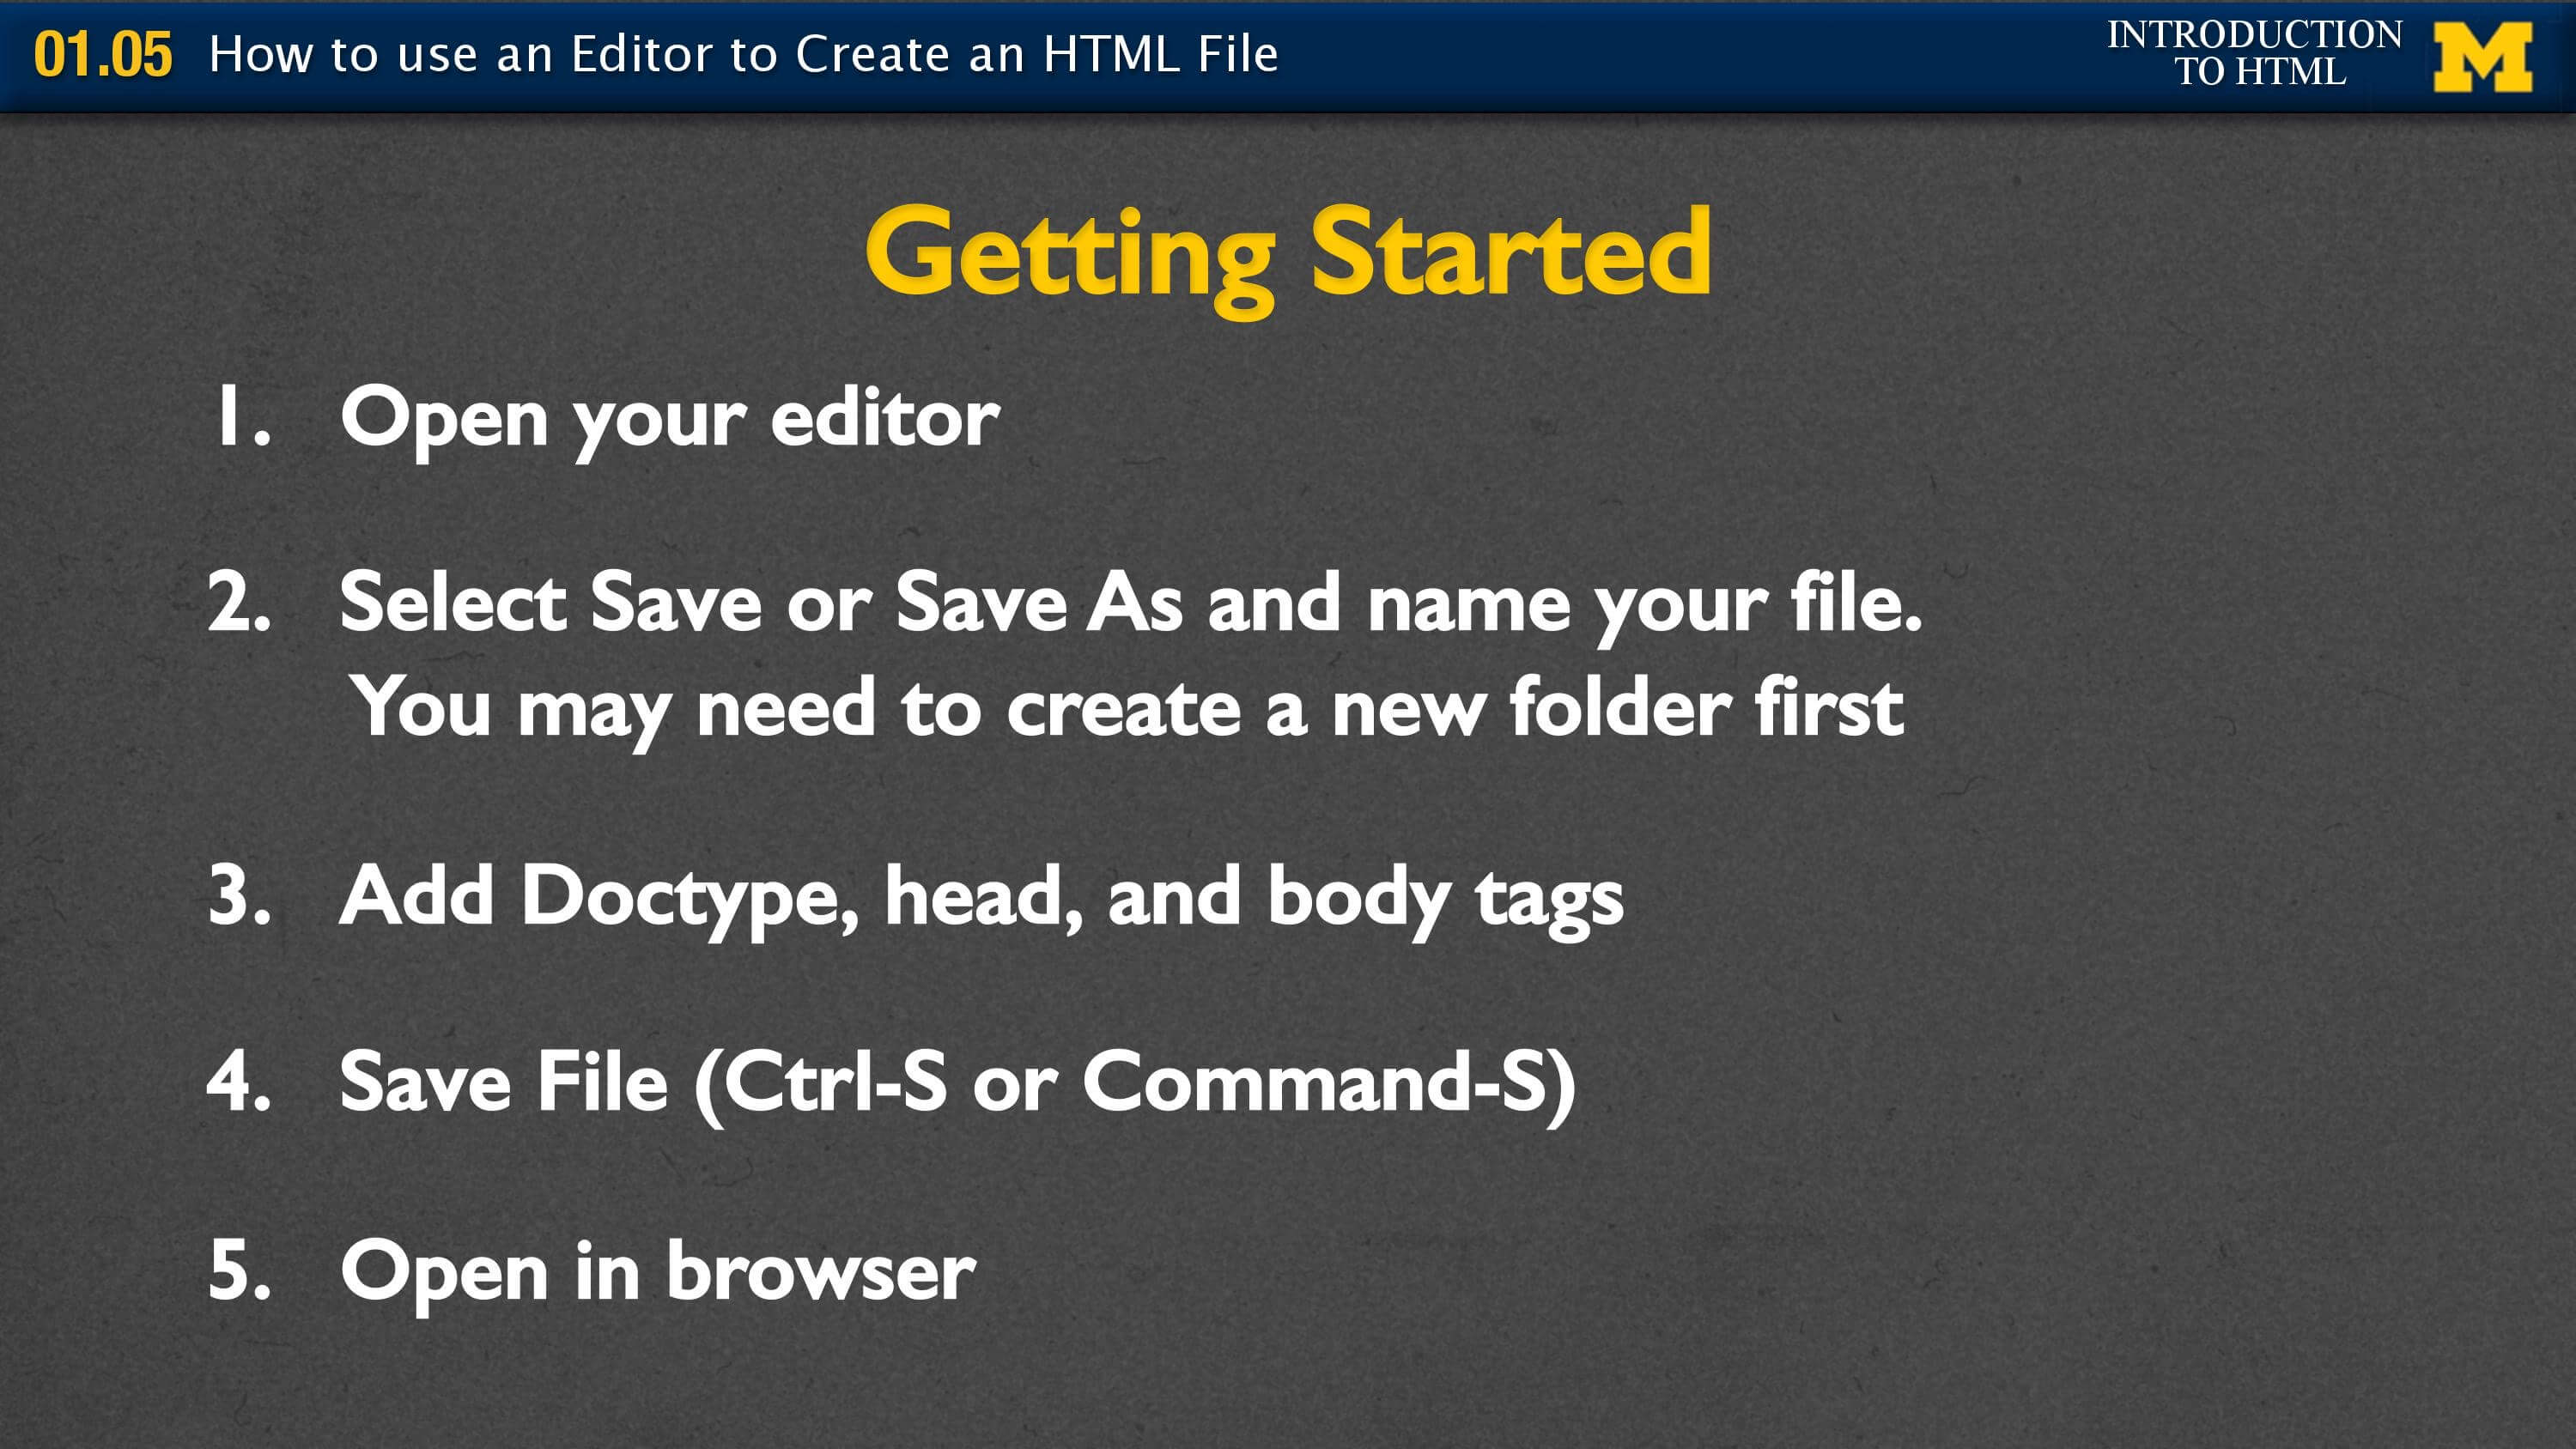 01.05 How to use an Editor to Create an HTML File
INTRODUCTION
TO HTML
M
Getting Started
1. Open your editor
2. Select Save or Save As and name your file.
You may need to create a new folder first
3. Add Doctype, head, and body tags
4. Save File (Ctrl-S or Command-S)
5. Open in browser